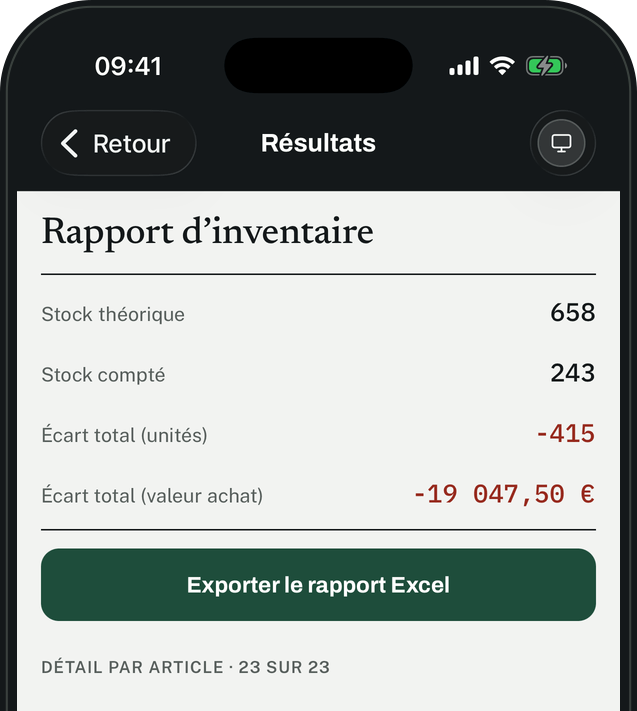 09:41
Retour
Résultats
Rapport d’inventaire
Stock théorique 658
Stock compté 243
Écart total (unités) -415
Écart total (valeur achat) -19 047,50 €
Exporter le rapport Excel
DÉTAIL PAR ARTICLE · 23 SUR 23